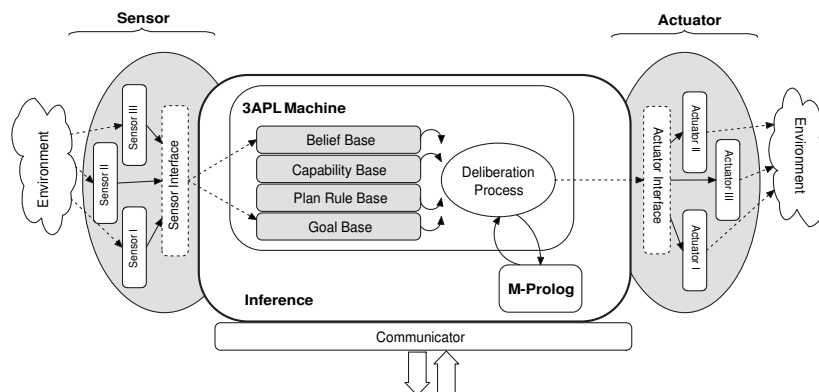 Sensor
Actuator
Environment
Sensor III
Sensor II
Sensor I
Sensor Interface
3APL Machine
Belief Base
Capability Base
Plan Rule Base
Goal Base
Deliberation
Process
M-Prolog
Inference
Actuator Interface
Actuator II
Actuator III
Actuator I
Environment
Communicator